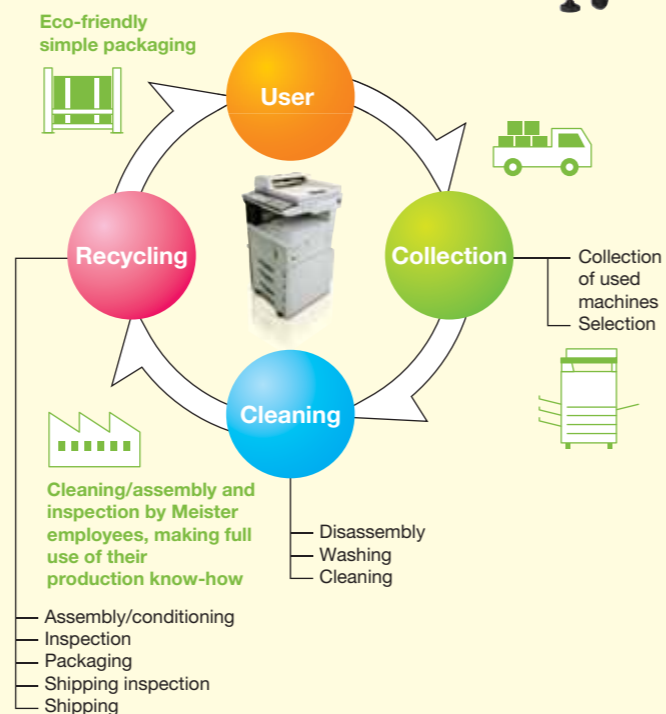 Eco-friendly
simple packaging
User
Recycling
Collection
Collection
of used
machines
Selection
Cleaning
Cleaning/assembly and
inspection by Meister
employees, making full
use of their
production know-how
Disassembly
Washing
Cleaning
Assembly/conditioning
Inspection
Packaging
Shipping inspection
Shipping